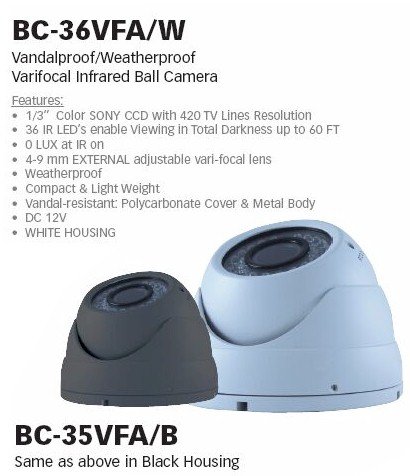 BC-36VFA/W
Vandalproof/Weatherproof
Varifocal Infrared Ball Camera
Features:
• 1/3” Color SONY CCD with 420 TV Lines Resolution
• 36 IR LED's enable Viewing in Total Darkness up to 60 FT
• 0 LUX at IR on
• 4-9 mm EXTERNAL adjustable vari-focal lens
• Weatherproof
• Compact & Light Weight
• Vandal-resistant: Polycarbonate Cover & Metal Body
• DC 12V
• WHITE HOUSING
BC-35VFA/B
Same as above in Black Housing